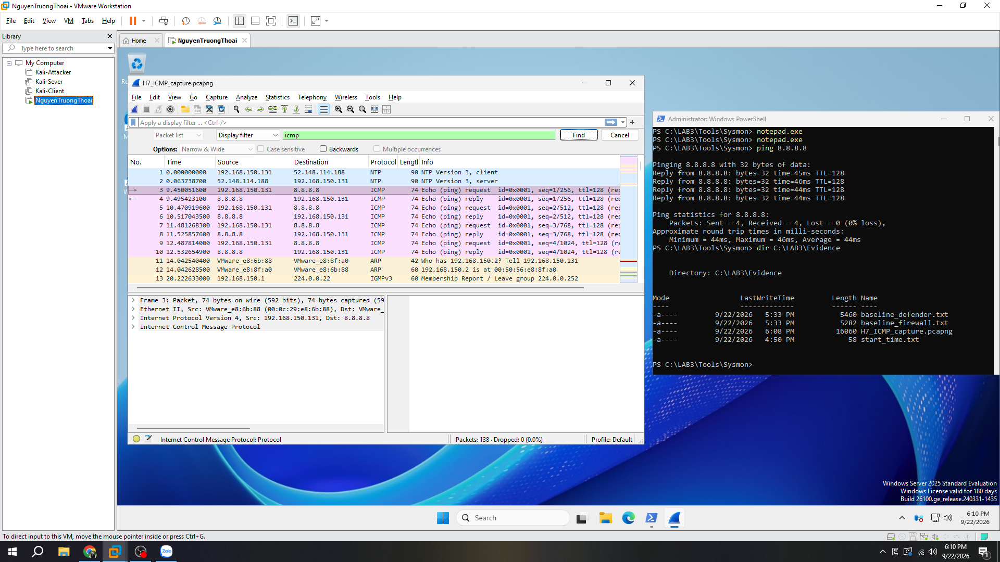 NguyenTruongThoai - VMware Workstation
File Edit View VM Tabs Help
Library
Type here to search
My Computer
Kali-Attacker
Kali-Sever
Kali-Client
NguyenTruongThoai
Home
NguyenTruongThoai
H7_ICMP_capture.pcapng
File Edit View Go Capture Analyze Statistics Telephony Wireless Tools Help
Apply a display filter ... <Ctrl-/>
Packet list Display filter icmp Find Cancel
Options: Narrow & Wide Case sensitive Backwards Multiple occurrences
No. Time Source Destination Protocol Lengtl Info
1 0.000000000 192.168.150.131 52.148.114.188 NTP 90 NTP Version 3, client
2 0.063738700 52.148.114.188 192.168.150.131 NTP 90 NTP Version 3, server
3 9.450051600 192.168.150.131 8.8.8.8 ICMP 74 Echo (ping) request id=0x0001, seq=1/256, ttl=128 (rep
4 9.495423100 8.8.8.8 192.168.150.131 ICMP 74 Echo (ping) reply id=0x0001, seq=1/256, ttl=128 (rec
5 10.470919600 192.168.150.131 8.8.8.8 ICMP 74 Echo (ping) request id=0x0001, seq=2/512, ttl=128 (rep
6 10.517043500 8.8.8.8 192.168.150.131 ICMP 74 Echo (ping) reply id=0x0001, seq=2/512, ttl=128 (rec
7 11.481268300 192.168.150.131 8.8.8.8 ICMP 74 Echo (ping) request id=0x0001, seq=3/768, ttl=128 (rep
8 11.525857600 8.8.8.8 192.168.150.131 ICMP 74 Echo (ping) reply id=0x0001, seq=3/768, ttl=128 (rec
9 12.487814000 192.168.150.131 8.8.8.8 ICMP 74 Echo (ping) request id=0x0001, seq=4/1024, ttl=128 (re
10 12.532654900 8.8.8.8 192.168.150.131 ICMP 74 Echo (ping) reply id=0x0001, seq=4/1024, ttl=128 (re
11 14.042540400 VMware_e8:6b:88 VMware_e8:8f:a0 ARP 42 Who has 192.168.150.2? Tell 192.168.150.131
12 14.042628500 VMware_e8:8f:a0 VMware_e8:6b:88 ARP 60 192.168.150.2 is at 00:50:56:e8:8f:a0
13 20.222633000 192.168.150.1 224.0.0.22 IGMPv3 60 Membership Report / Leave group 224.0.0.252
Frame 3: Packet, 74 bytes on wire (592 bits), 74 bytes captured (59
Ethernet II, Src: VMware_e8:6b:88 (00:0c:29:e8:6b:88), Dst: VMware_
Internet Protocol Version 4, Src: 192.168.150.131, Dst: 8.8.8.8
Internet Control Message Protocol
Internet Control Message Protocol: Protocol
Packets: 138 · Dropped: 0 (0.0%)
Profile: Default
Administrator: Windows PowerShell
PS C:\LAB3\Tools\Sysmon> notepad.exe
PS C:\LAB3\Tools\Sysmon> notepad.exe
PS C:\LAB3\Tools\Sysmon> ping 8.8.8.8
Pinging 8.8.8.8 with 32 bytes of data:
Reply from 8.8.8.8: bytes=32 time=45ms TTL=128
Reply from 8.8.8.8: bytes=32 time=46ms TTL=128
Reply from 8.8.8.8: bytes=32 time=44ms TTL=128
Reply from 8.8.8.8: bytes=32 time=44ms TTL=128
Ping statistics for 8.8.8.8:
Packets: Sent = 4, Received = 4, Lost = 0 (0% loss),
Approximate round trip times in milli-seconds:
Minimum = 44ms, Maximum = 46ms, Average = 44ms
PS C:\LAB3\Tools\Sysmon> dir C:\LAB3\Evidence
Directory: C:\LAB3\Evidence
Mode LastWriteTime Length Name
---- ------------- ------ ----
-a---- 9/22/2026 5:33 PM 5460 baseline_defender.txt
-a---- 9/22/2026 5:33 PM 5282 baseline_firewall.txt
-a---- 9/22/2026 6:08 PM 16060 H7_ICMP_capture.pcapng
-a---- 9/22/2026 4:50 PM 58 start_time.txt
PS C:\LAB3\Tools\Sysmon>
Windows Server 2025 Standard Evaluation
Windows License valid for 180 days
Build 26100.ge_release.240331-1435
Search
6:10 PM
9/22/2026
To direct input to this VM, move the mouse pointer inside or press Ctrl+G.
Zalo
6:10 PM
9/22/2026
1